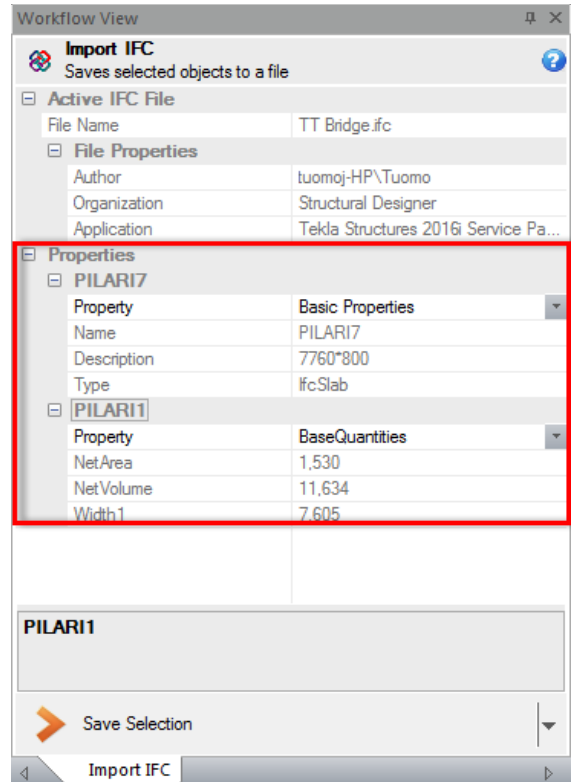 Workflow View
Import IFC
Saves selected objects to a file
Active IFC File
File Name TT Bridge.ifc
File Properties
Author tuomoj-HP\Tuomo
Organization Structural Designer
Application Tekla Structures 2016i Service Pa...
Properties
PILARI7
Property Basic Properties
Name PILARI7
Description 7760*800
Type IfcSlab
PILARI1
Property BaseQuantities
NetArea 1,530
NetVolume 11,634
Width1 7,605
PILARI1
Save Selection
Import IFC